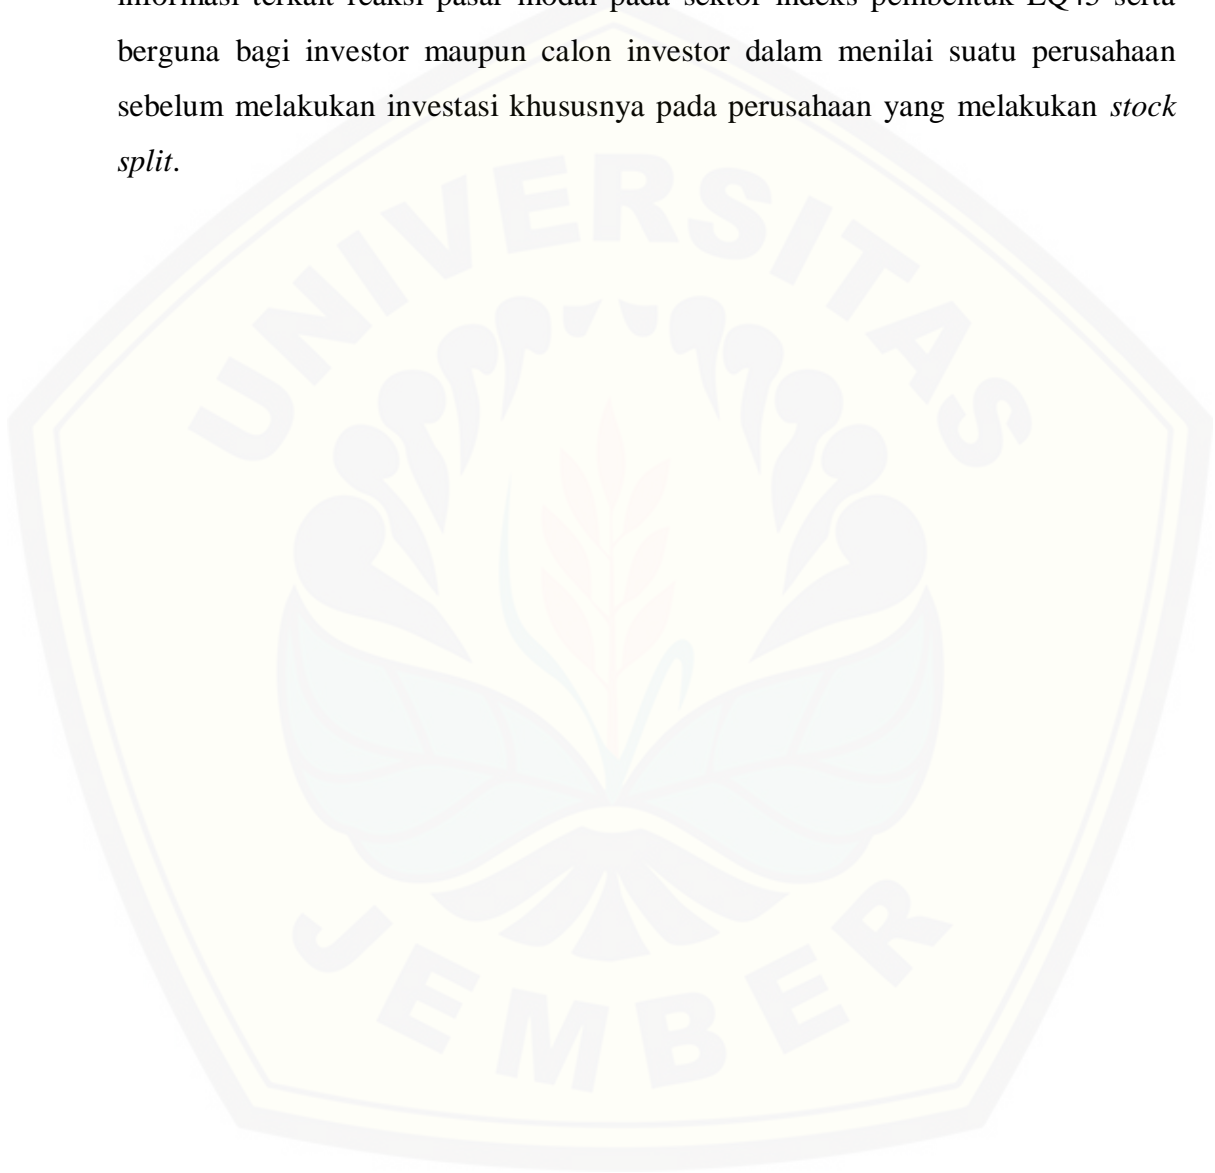 informasi terkait reaksi pasar modal pada sektor indeks pembentuk LQ45 serta
berguna bagi investor maupun calon investor dalam menilai suatu perusahaan
sebelum melakukan investasi khususnya pada perusahaan yang melakukan stock
split.
UNIVERSITAS
JEMBER